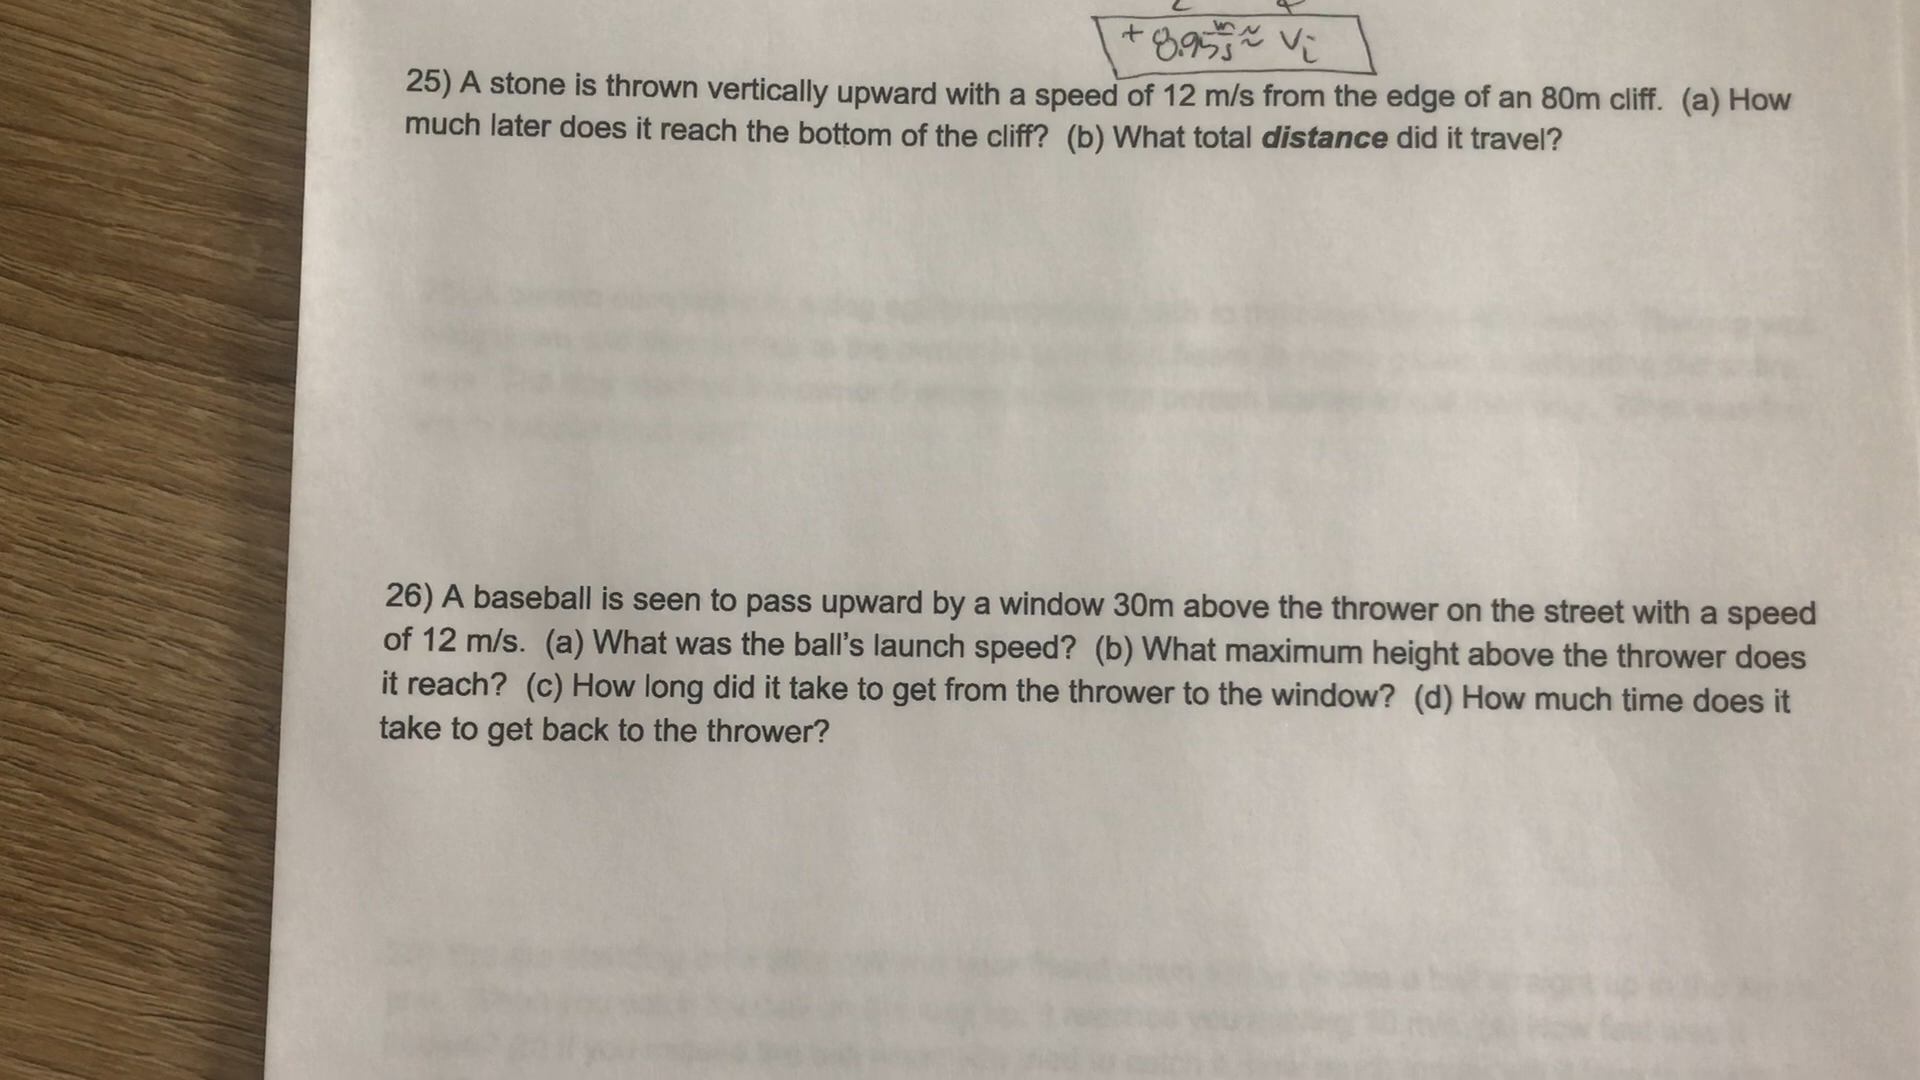 + 8.95 m/s ≈ Vi
25) A stone is thrown vertically upward with a speed of 12 m/s from the edge of an 80m cliff. (a) How
much later does it reach the bottom of the cliff? (b) What total distance did it travel?
26) A baseball is seen to pass upward by a window 30m above the thrower on the street with a speed
of 12 m/s. (a) What was the ball's launch speed? (b) What maximum height above the thrower does
it reach? (c) How long did it take to get from the thrower to the window? (d) How much time does it
take to get back to the thrower?